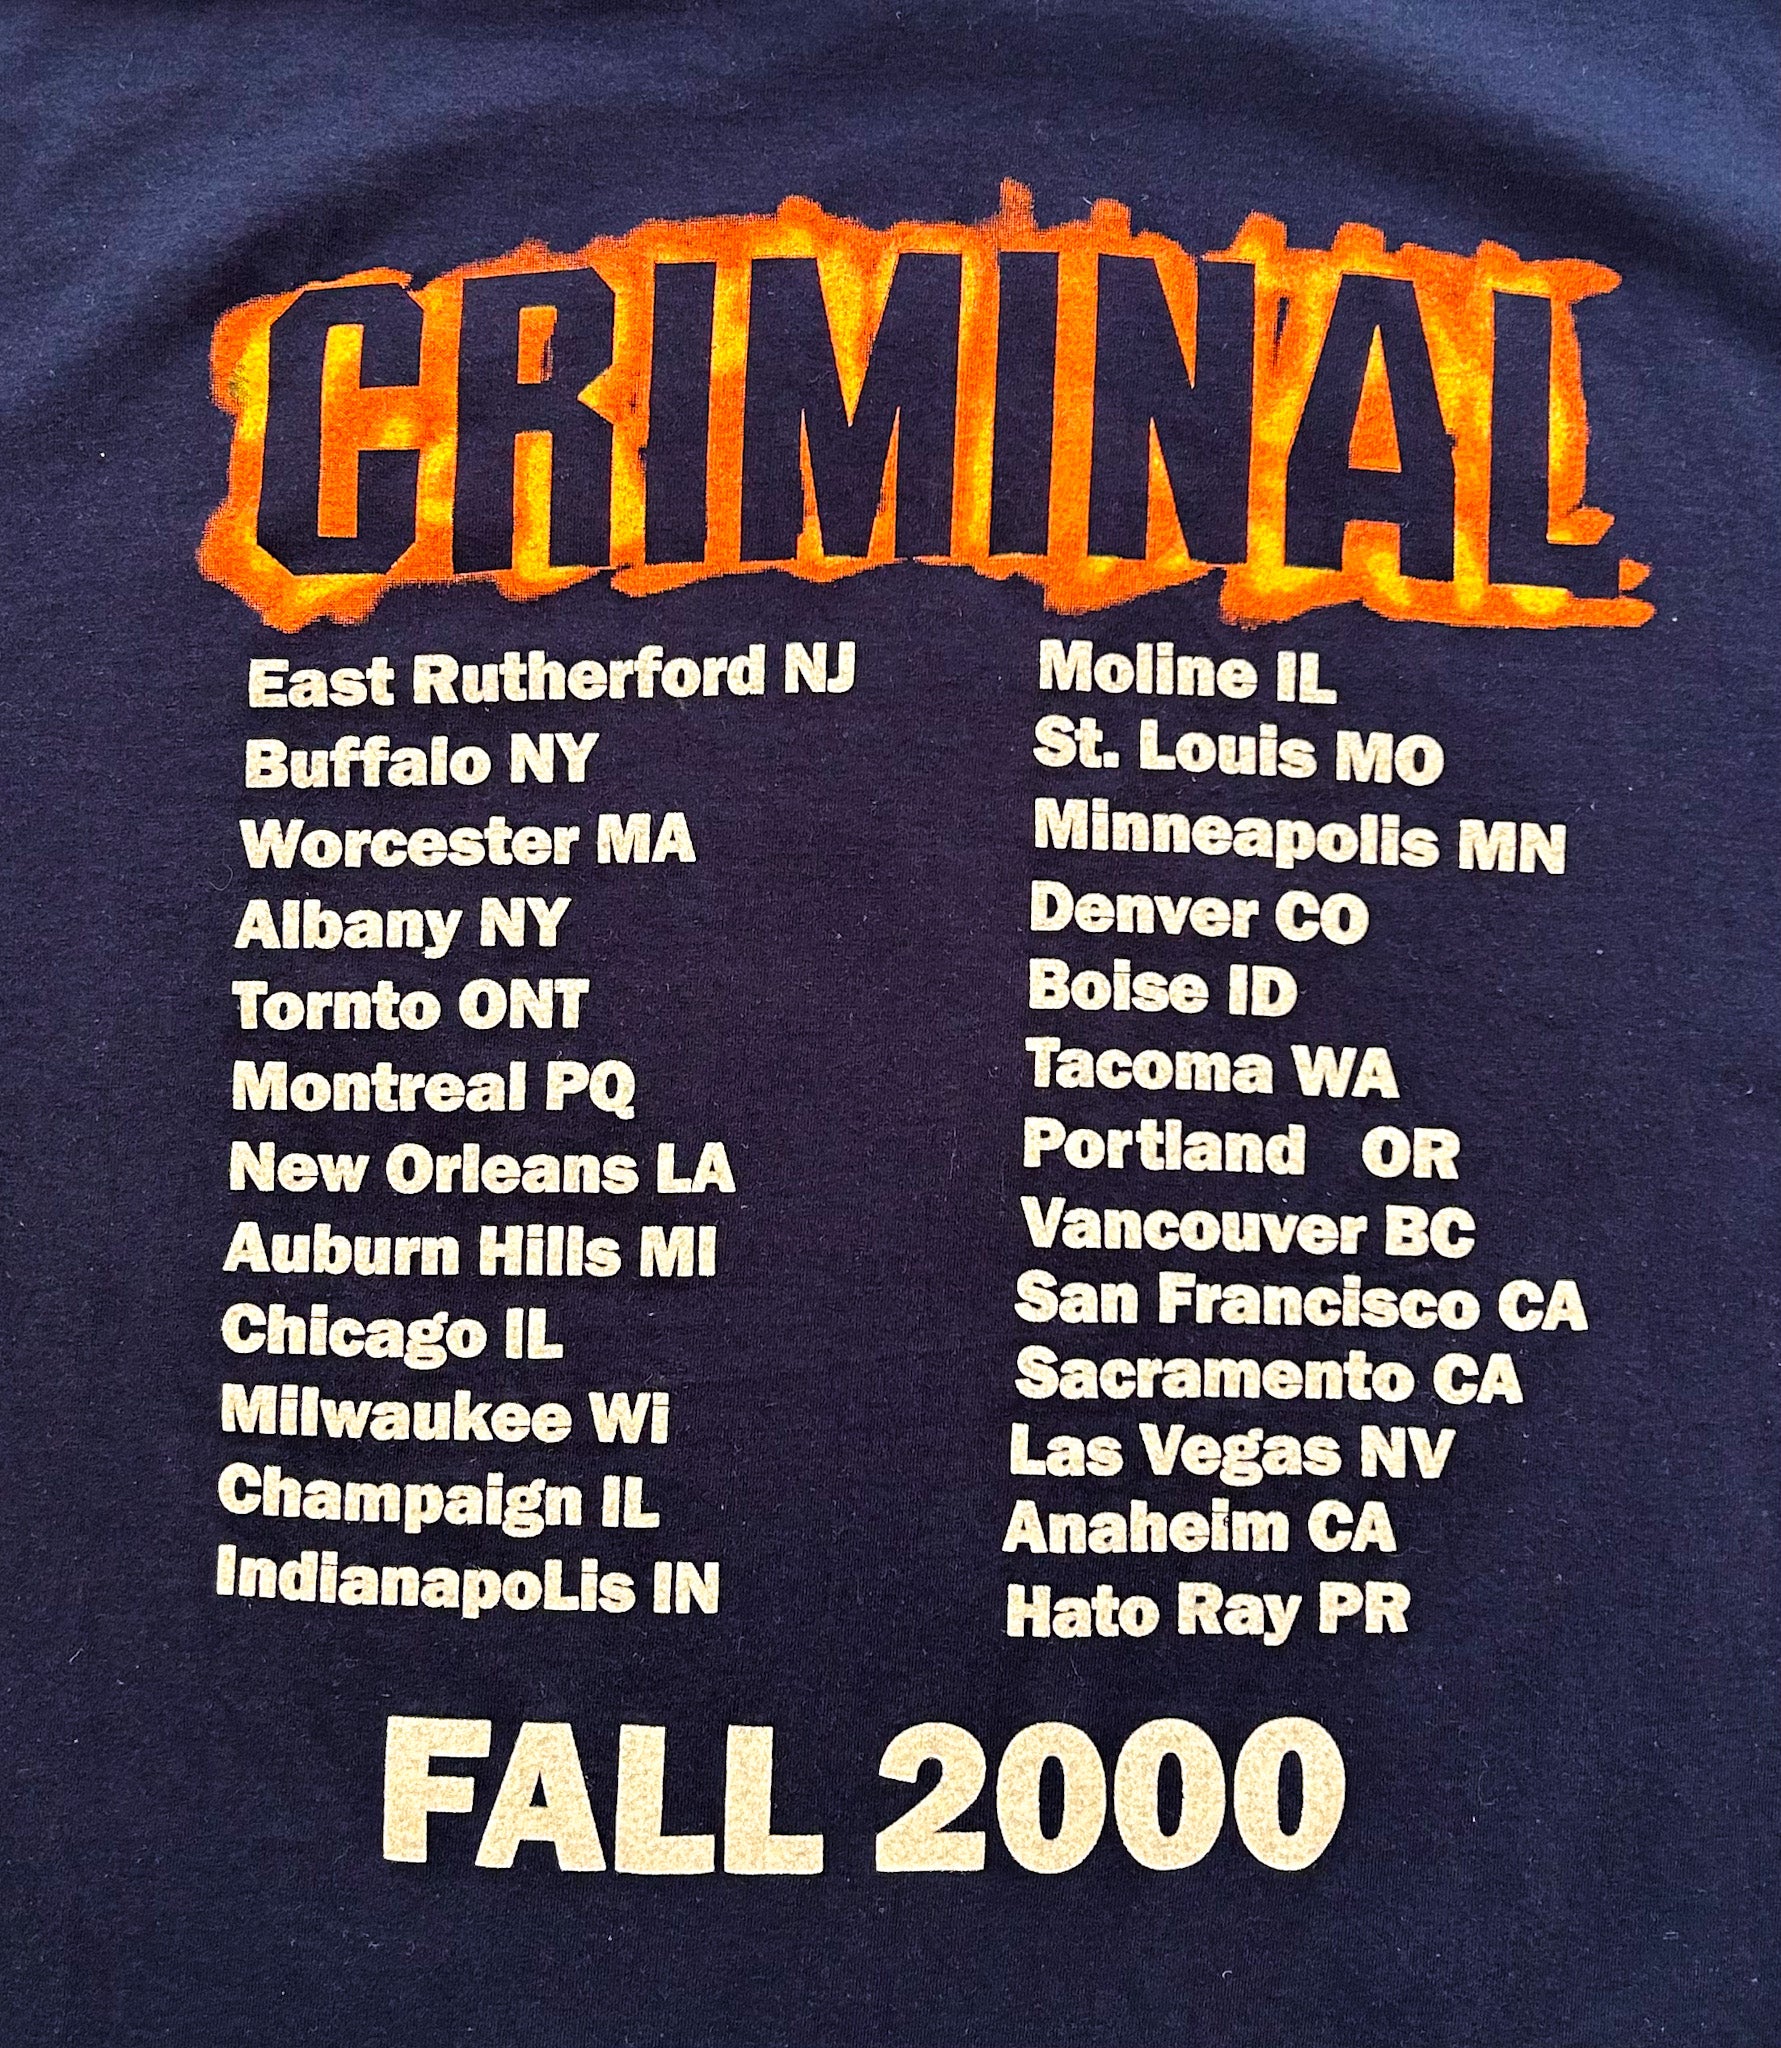 CRIMINAL
East Rutherford NJ
Buffalo NY
Worcester MA
Albany NY
Tornto ONT
Montreal PQ
New Orleans LA
Auburn Hills MI
Chicago IL
Milwaukee Wi
Champaign IL
IndianapoLis IN
Moline IL
St. Louis MO
Minneapolis MN
Denver CO
Boise ID
Tacoma WA
Portland OR
Vancouver BC
San Francisco CA
Sacramento CA
Las Vegas NV
Anaheim CA
Hato Ray PR
FALL 2000